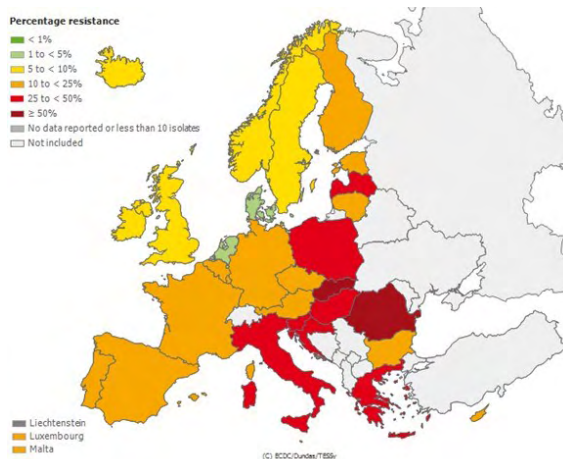 Percentage resistance
< 1%
1 to < 5%
5 to < 10%
10 to < 25%
25 to < 50%
≥ 50%
No data reported or less than 10 isolates
Not included
Liechtenstein
Luxembourg
Malta
(C) ECDC/Dundas/TESSy